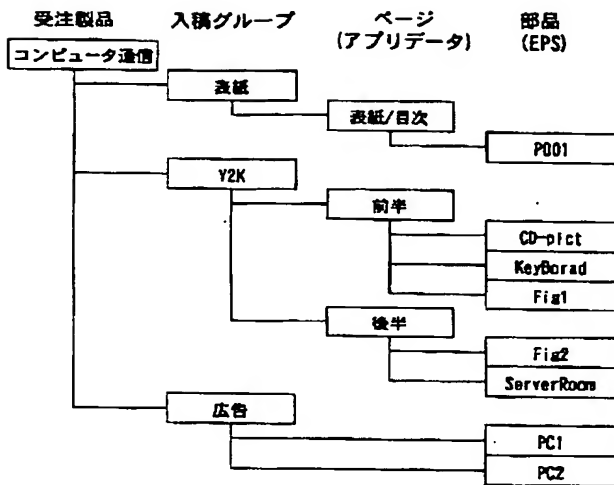 受注製品　入稿グループ　ページ　部品
(アプリデータ)　(EPS)
コンピュータ通信
表紙
表紙/目次
P001
Y2K
前半
CD-pict
KeyBorad
Fig1
後半
Fig2
ServerRoom
広告
PC1
PC2